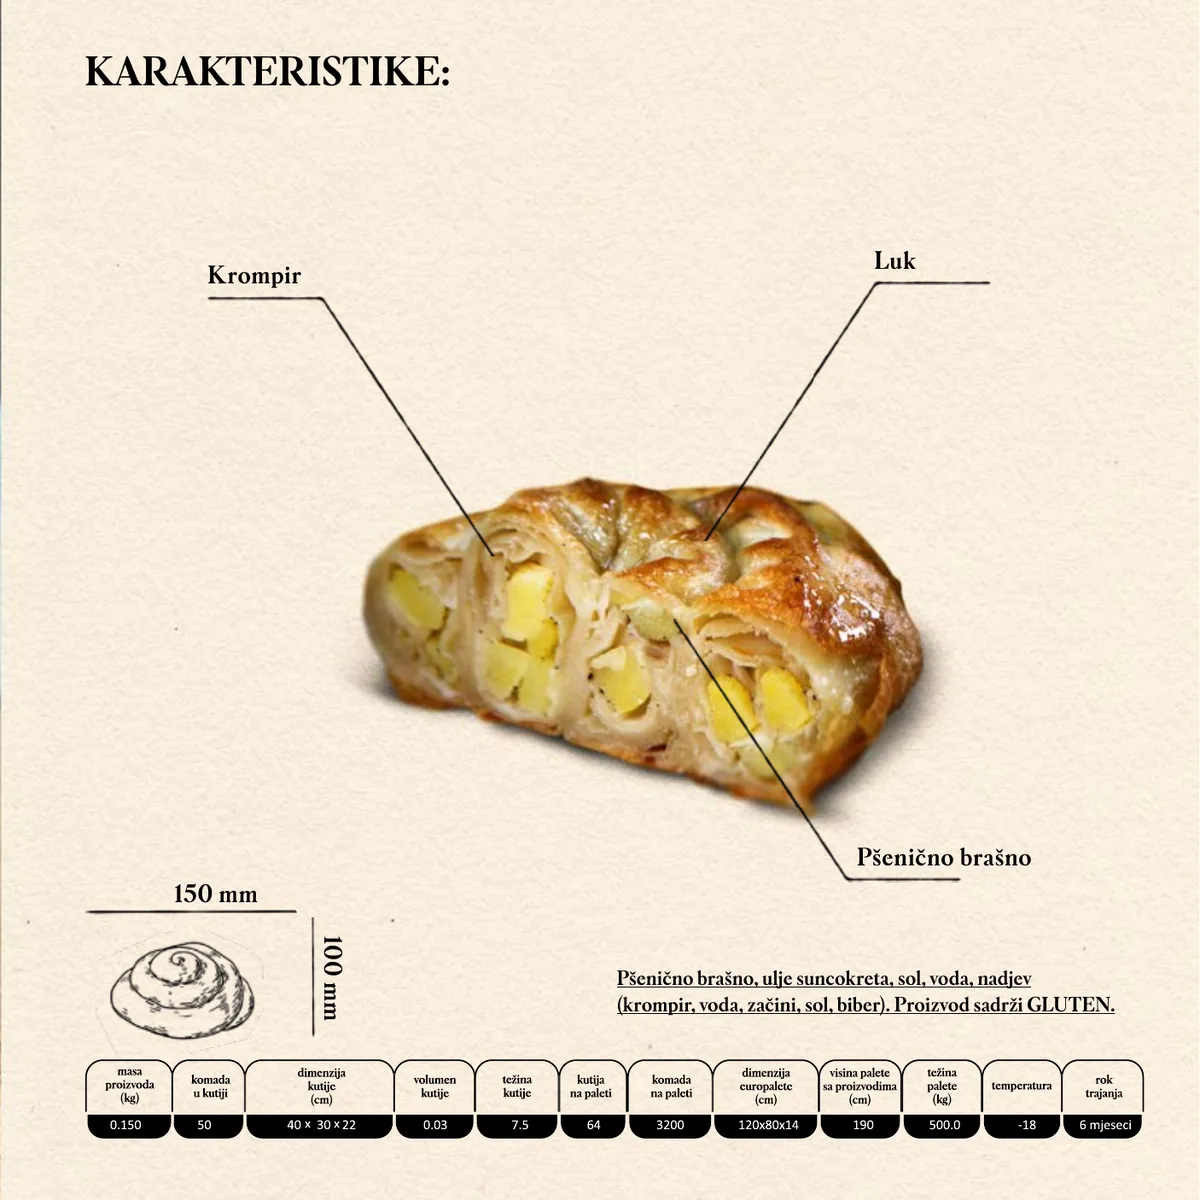 KARAKTERISTIKE:
Krompir
Luk
Pšenično brašno
150 mm
100 mm
Pšenično brašno, ulje suncokreta, sol, voda, nadjev
(krompir, voda, začini, sol, biber). Proizvod sadrži GLUTEN.
masa
proizvoda
(kg)
0.150
komada
u kutiji
50
dimenzija
kutije
(cm)
40 x 30 x 22
volumen
kutije
0.03
težina
kutije
7.5
kutija
na paleti
64
komada
na paleti
3200
dimenzija
europalete
(cm)
120x80x14
visina palete
sa proizvodima
(cm)
190
težina
palete
(kg)
500.0
temperatura
-18
rok
trajanja
6 mjeseci